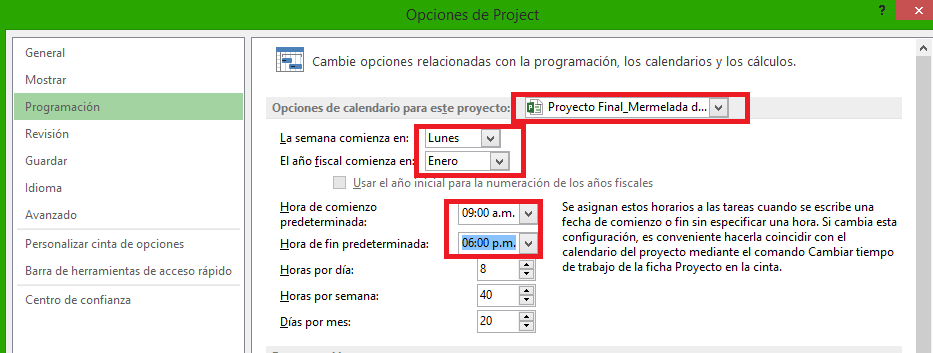 Opciones de Project
?
General
Mostrar
Programación
Revisión
Guardar
Idioma
Avanzado
Personalizar cinta de opciones
Barra de herramientas de acceso rápido
Centro de confianza
Cambie opciones relacionadas con la programación, los calendarios y los cálculos.
Opciones de calendario para este proyecto: Proyecto Final_Mermelada d...
La semana comienza en: Lunes
El año fiscal comienza en: Enero
Usar el año inicial para la numeración de los años fiscales
Hora de comienzo
predeterminada: 09:00 a.m.
Hora de fin predeterminada: 06:00 p.m.
Horas por día: 8
Horas por semana: 40
Días por mes: 20
Se asignan estos horarios a las tareas cuando se escribe una
fecha de comienzo o fin sin especificar una hora. Si cambia esta
configuración, es conveniente hacerla coincidir con el
calendario del proyecto mediante el comando Cambiar tiempo
de trabajo de la ficha Proyecto en la cinta.